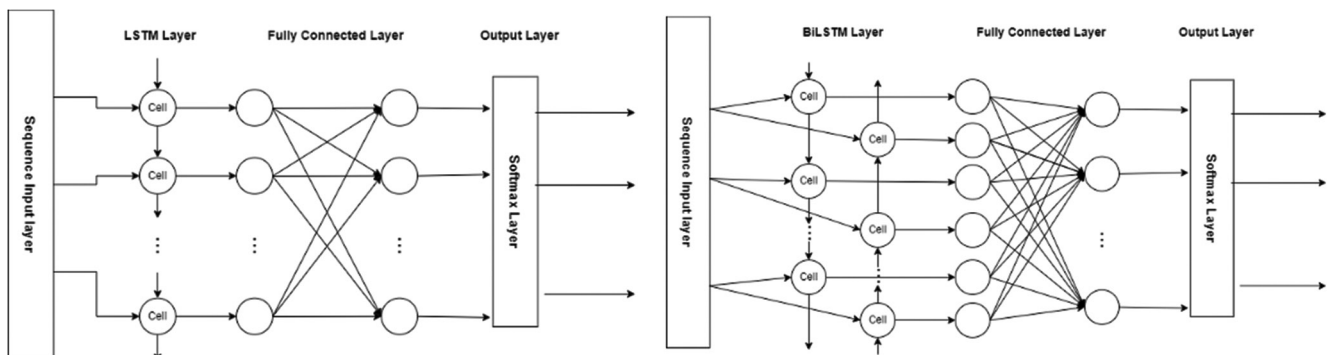 LSTM Layer
Fully Connected Layer
Output Layer
Sequence Input layer
Cell
Cell
Cell
...
...
...
Softmax Layer
BiLSTM Layer
Fully Connected Layer
Output Layer
Sequence Input layer
Cell
Cell
Cell
Cell
Cell
Cell
...
Softmax Layer